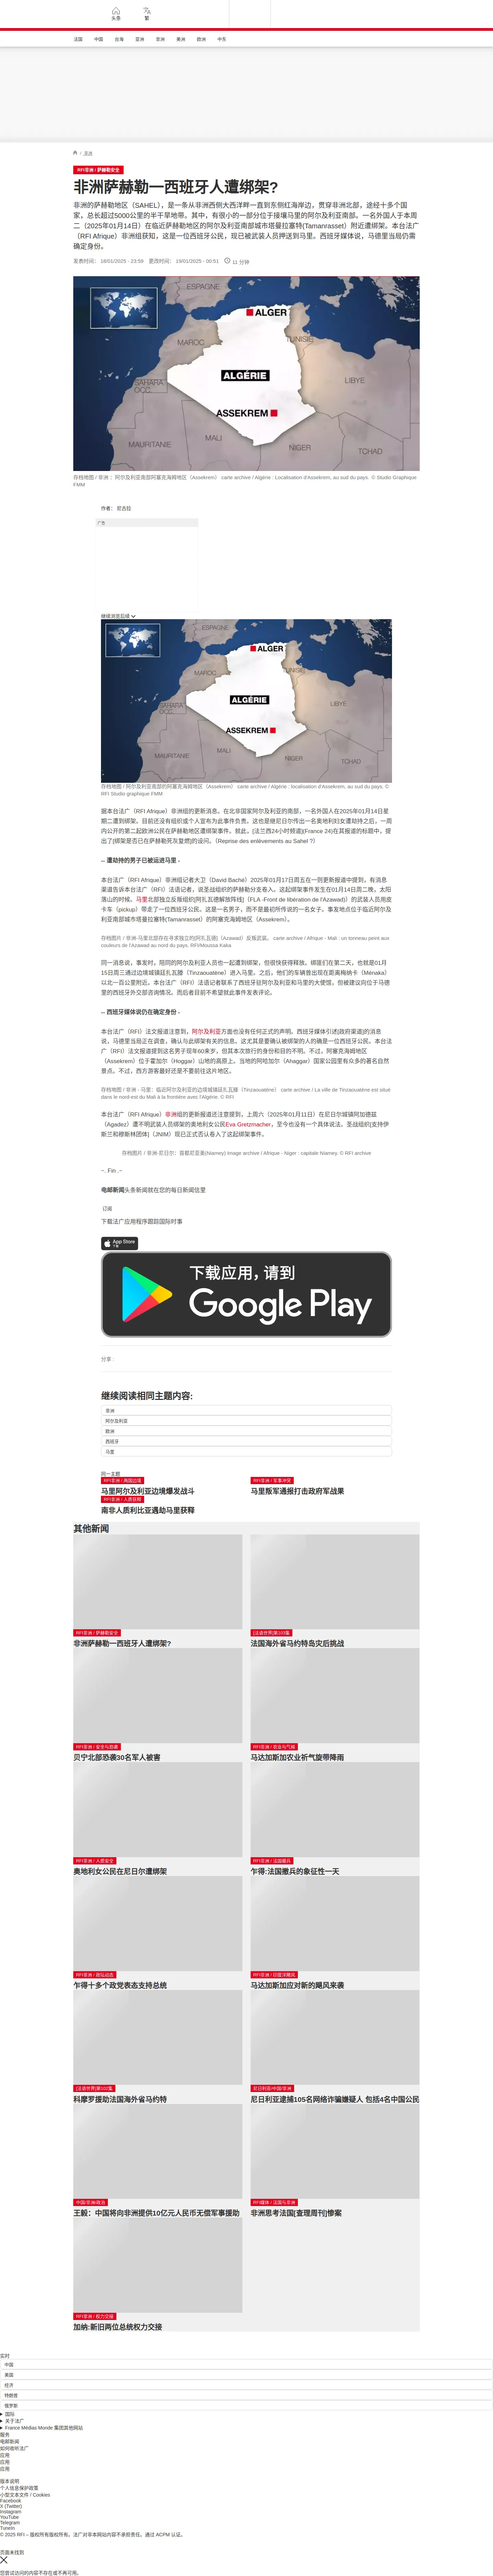 头条
繁
法国
中国
台海
亚洲
非洲
美洲
欧洲
中东
/ 非洲
RFI非洲 / 萨赫勒安全
非洲萨赫勒一西班牙人遭绑架?
非洲的萨赫勒地区（SAHEL），是一条从非洲西侧大西洋畔一直到东侧红海岸边，贯穿非洲北部，途经十多个国
家，总长超过5000公里的半干旱地带。其中，有很小的一部分位于接壤马里的阿尔及利亚南部。一名外国人于本周
二（2025年01月14日）在临近萨赫勒地区的阿尔及利亚南部城市塔曼拉塞特(Tamanrasset）附近遭绑架。本台法广
（RFI Afrique）非洲组获知，这是一位西班牙公民，现已被武装人员押送到马里。西班牙媒体说，马德里当局仍需
确定身份。
发表时间： 18/01/2025 - 23:59 更改时间： 19/01/2025 - 00:51 11 分钟
ESPAGNE
ALGER
MAROC
TUNISIE
ALGÉRIE
LIBYE
SAHARA
OCC.
ASSEKREM
MAURITANIE
MALI
NIGER
TCHAD
存档地图 / 非洲 ：阿尔及利亚南部阿塞克海姆地区（Assekrem） carte archive / Algérie : Localisation d'Assekrem, au sud du pays. © Studio Graphique
FMM
作者： 尼古拉
广告
继续浏览后续
ESPAGNE
ALGER
MAROC
TUNISIE
ALGÉRIE
LIBYE
SAHARA
OCC.
ASSEKREM
MAURITANIE
MALI
NIGER
TCHAD
存档地图 / 阿尔及利亚南部的阿塞克海姆地区（Assekrem） carte archive / Algérie : localisation d'Assekrem, au sud du pays. ©
RFI Studio graphique FMM
据本台法广（RFI Afrique）非洲组的更新消息。在北非国家阿尔及利亚的南部，一名外国人在2025年01月14日星
期二遭到绑架。目前还没有组织或个人宣布为此事件负责。这也是继尼日尔传出一名奥地利妇女遭劫持之后，一周
内公开的第二起欧洲公民在萨赫勒地区遭绑架事件。就此，[法兰西24小时频道](France 24)在其报道的标题中，提
出了[绑架是否已在萨赫勒死灰复燃]的设问。（Reprise des enlèvements au Sahel ?）
-- 遭劫持的男子已被运进马里 -
本台法广（RFI）非洲组记者大卫（David Baché）2025年01月17日周五在一则更新报道中提到，有消息
渠道告诉本台法广（RFI）法语记者，说圣战组织的萨赫勒分支卷入。这起绑架事件发生在01月14日周二晚，太阳
落山的时候。马里北部独立反叛组织[阿扎瓦德解放阵线]（FLA -Front de libération de l'Azawad)）的武装人员用皮
卡车（pickup）带走了一位西班牙公民。这是一名男子，而不是最初所传说的一名女子。事发地点位于临近阿尔及
利亚南部城市塔曼拉塞特(Tamanrasset）的阿塞克海姆地区（Assekrem）。
存档图片 / 非洲-马里北部存在寻求独立的[阿扎瓦德]（Azawad）反叛武装。 carte archive / Afrique - Mali : un tonneau peint aux
couleurs de l'Azawad au nord du pays. RFI/Moussa Kaka
同一消息说，事发时，陪同的阿尔及利亚人员也一起遭到绑架，但很快获得释放。绑匪们在第二天，也就是01月
15日周三通过边境城镇廷扎瓦滕（Tinzaouatène）进入马里。之后，他们的车辆曾出现在距离梅纳卡（Ménaka）
以北一百公里附近。本台法广（RFI）法语记者联系了西班牙驻阿尔及利亚和马里的大使馆，但被建议向位于马德
里的西班牙外交部咨询情况。而后者目前不希望就此事件发表评论。
-- 西班牙媒体说仍在确定身份 -
本台法广（RFI）法文报道注意到，阿尔及利亚方面也没有任何正式的声明。西班牙媒体引述[政府渠道]的消息
说，马德里当局正在调查，确认与此绑架有关的信息。这尤其是要确认被绑架的人的确是一位西班牙公民。本台法
广（RFI）法文报道提到这名男子现年60来岁，但其本次旅行的身份和目的不明。不过，阿塞克海姆地区
（Assekrem）位于霍加尔（Hoggar）山地的高原上。当地的阿哈加尔（Ahaggar）国家公园里有一些著名的自然
景点。不过，西方游客最好还是不要前往这片地区。
存档图片 / 非洲 - 马里：临近阿尔及利亚的边境城镇廷扎瓦隆（Tinzaouatène） carte archive / La ville de Tinzaouatène est situé
dans le nord-est du Mali à la frontière avec l'Algérie. © RFI
本台法广（RFI Afrique）非洲组的更新报道还注意提到，上周六（2025年01月11日）在尼日尔城镇阿加德兹
（Agadez）遭不明武装人员绑架的奥地利女公民Eva Gretzmacher，至今也没有一个具体说法。圣战组织[支持伊
斯兰和穆斯林团体]（JNIM）现已正式否认卷入了这起绑架事件。
存档图片 / 非洲-尼日尔：首都尼亚美(Niamey) Image archive / Afrique - Niger : capitale Niamey. © RFI archive
~. Fin .~
电邮新闻头条新闻就在您的每日新闻信里
订阅
下载法广应用程序跟踪国际时事
App Store
下载
下载应用，请到
Google Play
分享 :
继续阅读相同主题内容:
非洲
阿尔及利亚
欧洲
西班牙
马里
同一主题
RFI非洲 / 两国边境
马里阿尔及利亚边境爆发战斗
RFI非洲 / 军事冲突
马里叛军通报打击政府军战果
RFI非洲 / 人质获释
南非人质利比亚遇劫马里获释
其他新闻
RFI非洲 / 萨赫勒安全
非洲萨赫勒一西班牙人遭绑架?
[法语世界]第103集
法国海外省马约特岛灾后挑战
RFI非洲 / 安全与恐袭
贝宁北部恐袭30名军人被害
RFI非洲 / 农业与气候
马达加斯加农业祈气旋带降雨
RFI非洲 / 人质安全
奥地利女公民在尼日尔遭绑架
RFI非洲 / 法国撤兵
乍得:法国撤兵的象征性一天
RFI非洲 / 政坛动态
乍得十多个政党表态支持总统
RFI非洲 / 印度洋飓风
马达加斯加应对新的飓风来袭
[法语世界]第102集
科摩罗援助法国海外省马约特
尼日利亚/中国/非洲
尼日利亚逮捕105名网络诈骗嫌疑人 包括4名中国公民
中国/非洲/政治
王毅：中国将向非洲提供10亿元人民币无偿军事援助
RFI媒体 / 法国与非洲
非洲思考法国[查理周刊]惨案
RFI非洲 / 权力交接
加纳:新旧两位总统权力交接
实时
中国
美国
经济
特朗普
俄罗斯
国际
关于法广
France Médias Monde 集团其他网站
服务
电邮新闻
如何收听法广
应用
应用
应用
版本说明
个人信息保护政策
小型文本文件 / Cookies
Facebook
X (Twitter)
Instagram
YouTube
Telegram
TuneIn
© 2025 RFI – 版权所有版权所有。法广对非本网站内容不承担责任。通过 ACPM 认证。
页面未找到
您尝试访问的内容不存在或不再可用。